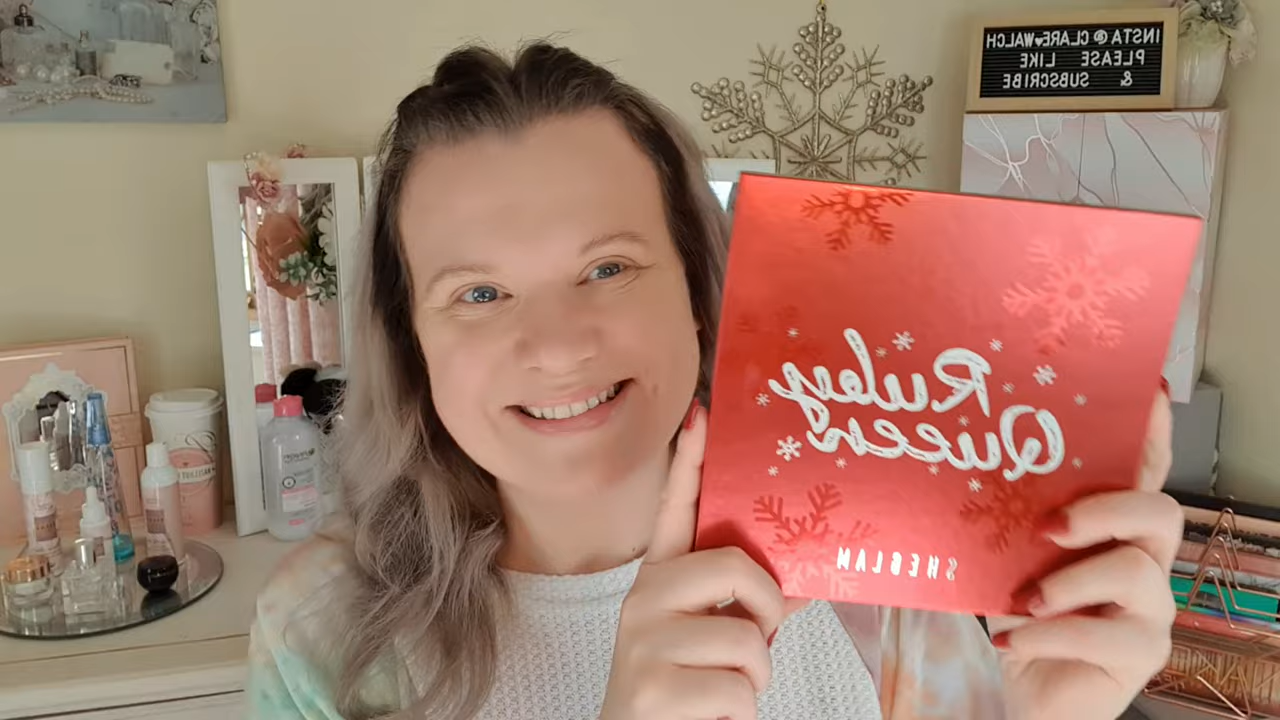 INSTA@CLARE♥WALCH
PLEASE LIKE
& SUBSCRIBE
Ruby
Queen
SHEGLAM